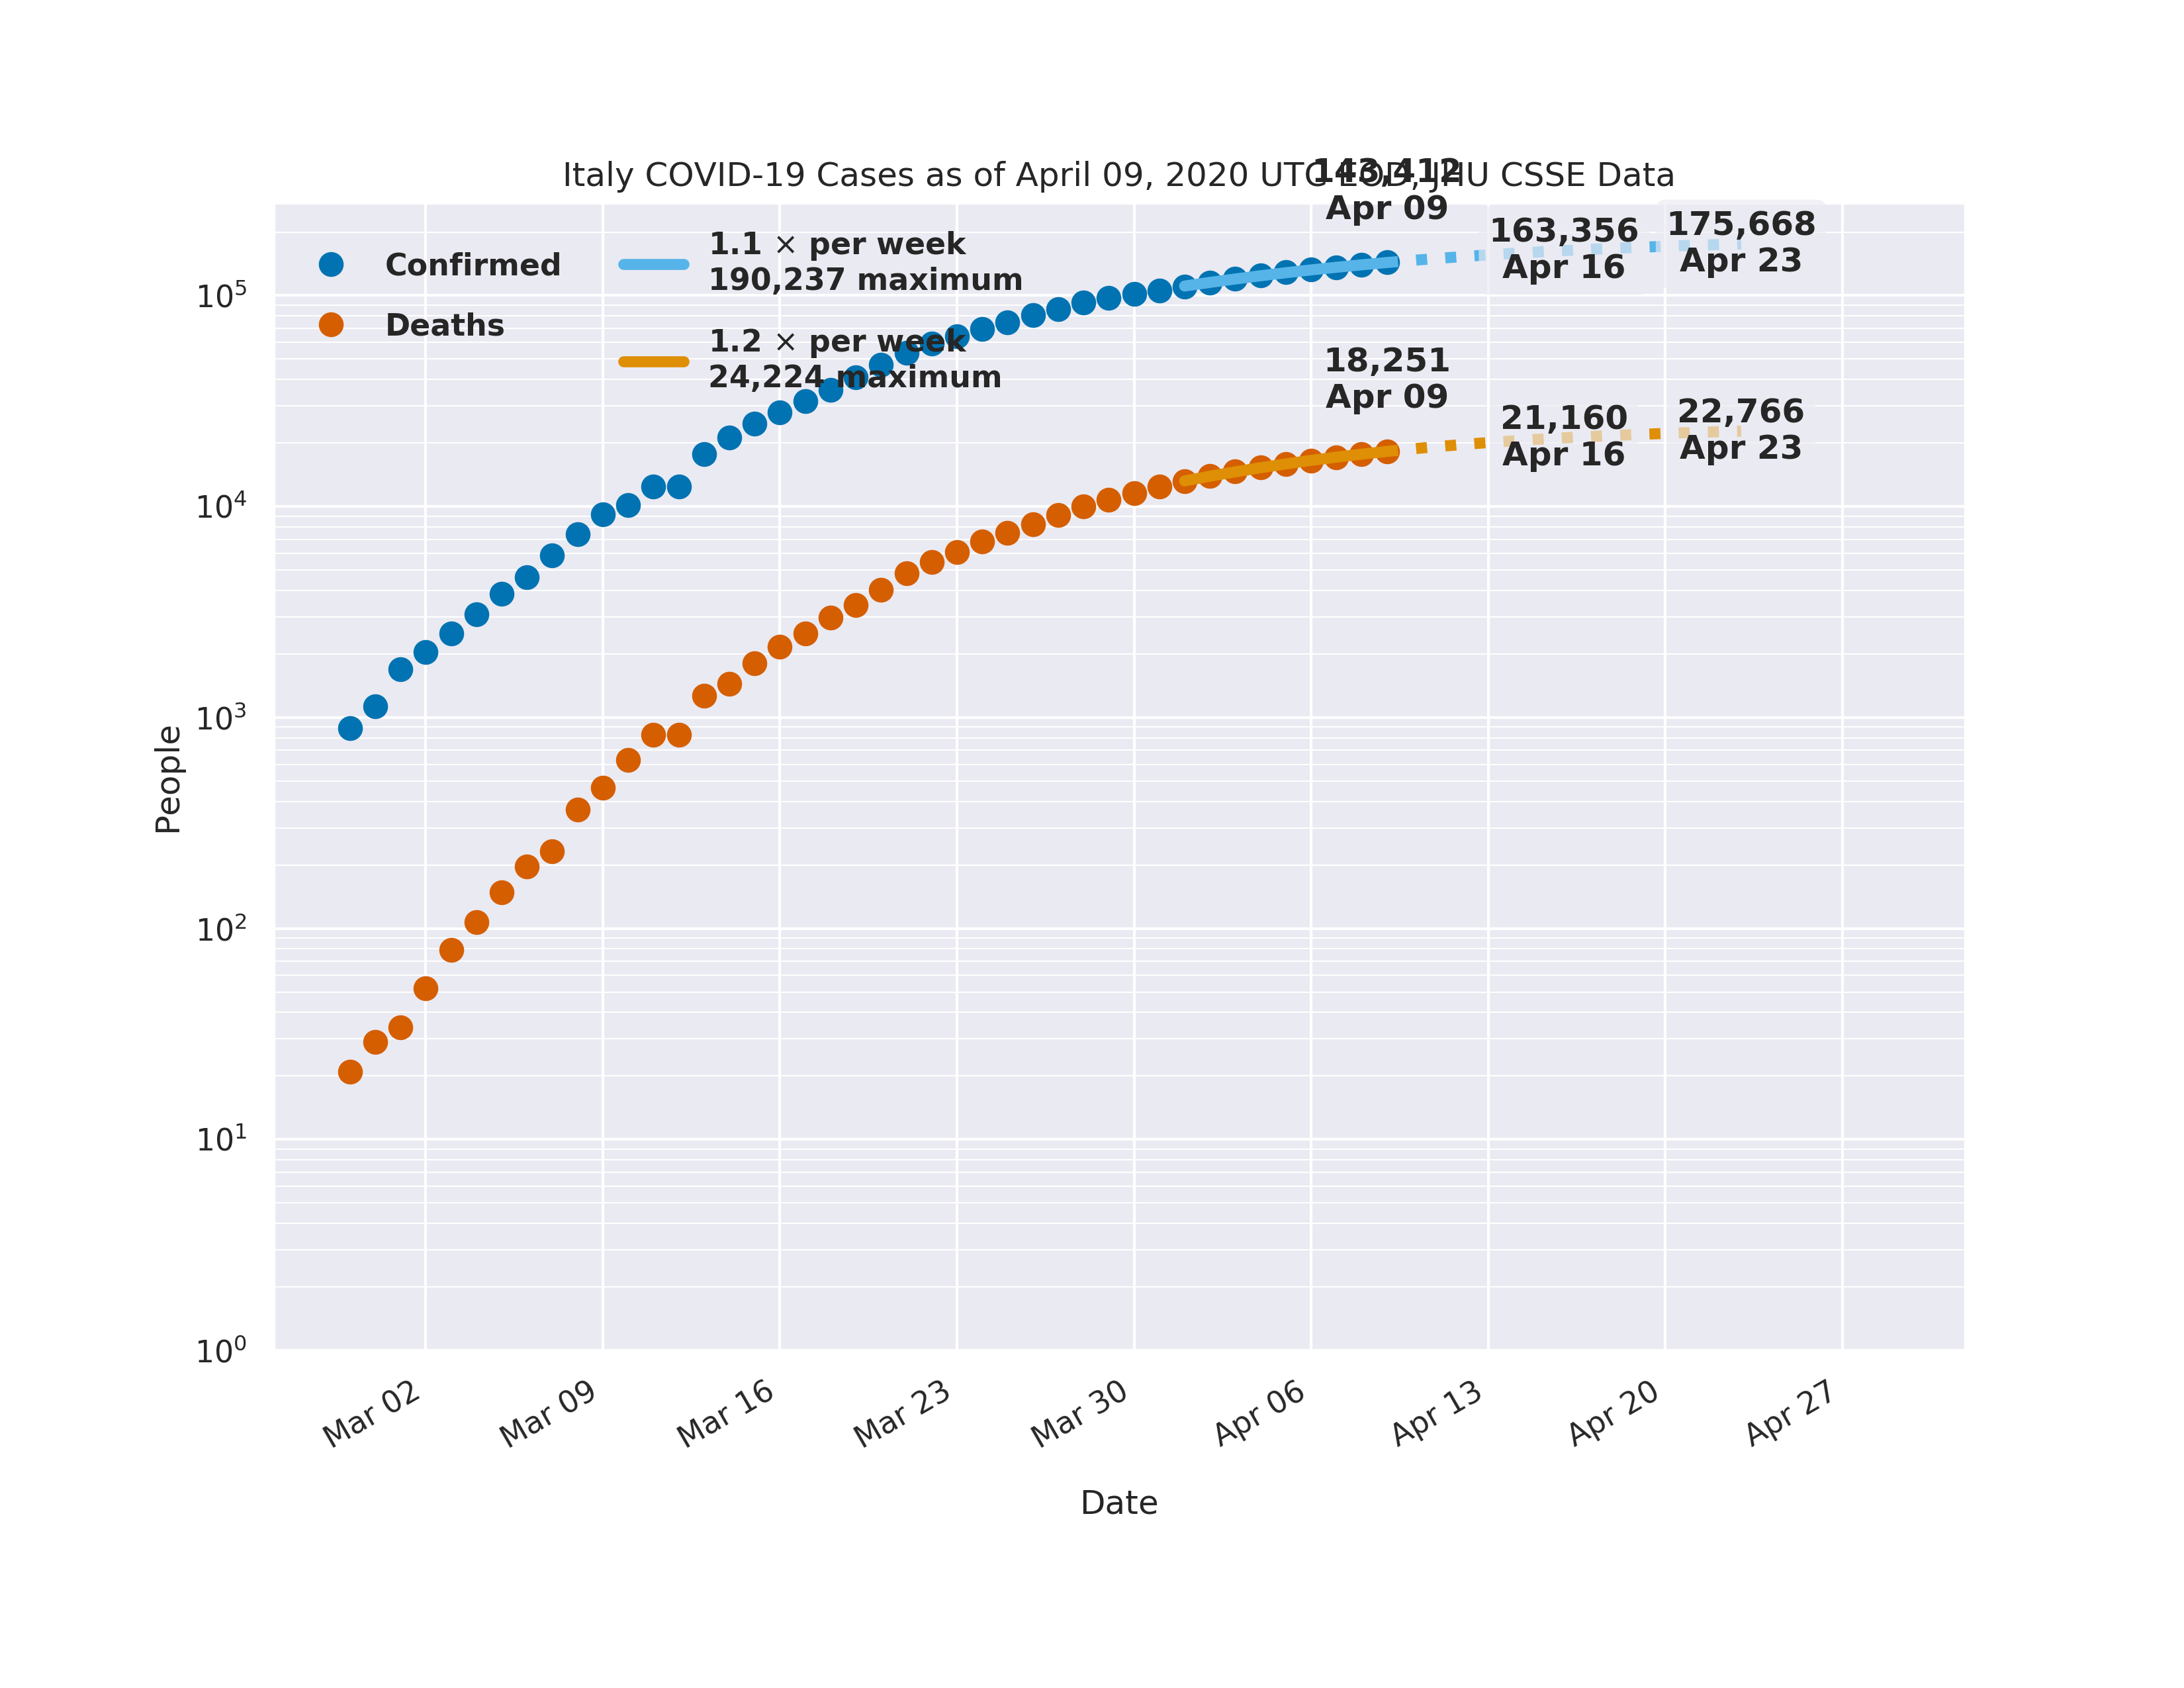 Italy COVID-19 Cases as of April 09, 2020 UTC EOD, JHU CSSE Data
143,412
Apr 09
163,356
Apr 16
175,668
Apr 23
Confirmed
Deaths
1.1 × per week
190,237 maximum
1.2 × per week
24,224 maximum
18,251
Apr 09
21,160
Apr 16
22,766
Apr 23
People
10⁵
10⁴
10³
10²
10¹
10⁰
Mar 02
Mar 09
Mar 16
Mar 23
Mar 30
Apr 06
Apr 13
Apr 20
Apr 27
Date